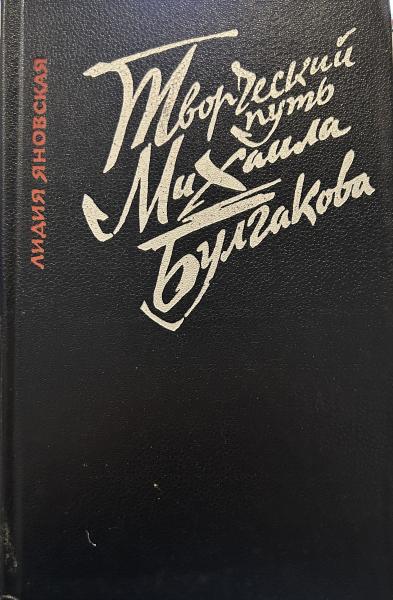 ЛИДИЯ ЯНОВСКАЯ
Творческий
путь
Михаила
Булгакова